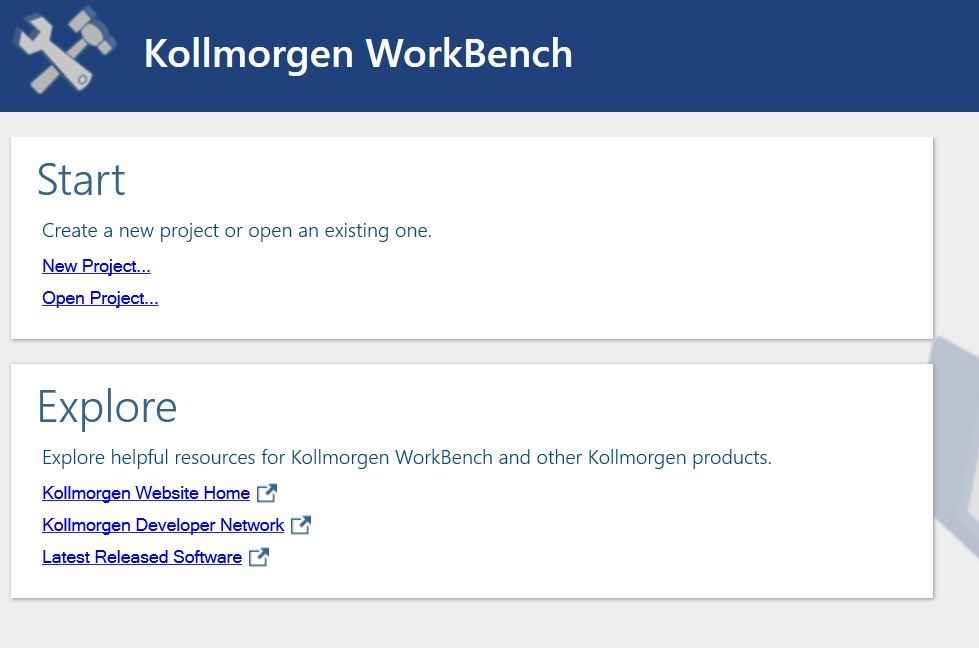 Kollmorgen WorkBench
Start
Create a new project or open an existing one.
New Project...
Open Project...
Explore
Explore helpful resources for Kollmorgen WorkBench and other Kollmorgen products.
Kollmorgen Website Home
Kollmorgen Developer Network
Latest Released Software